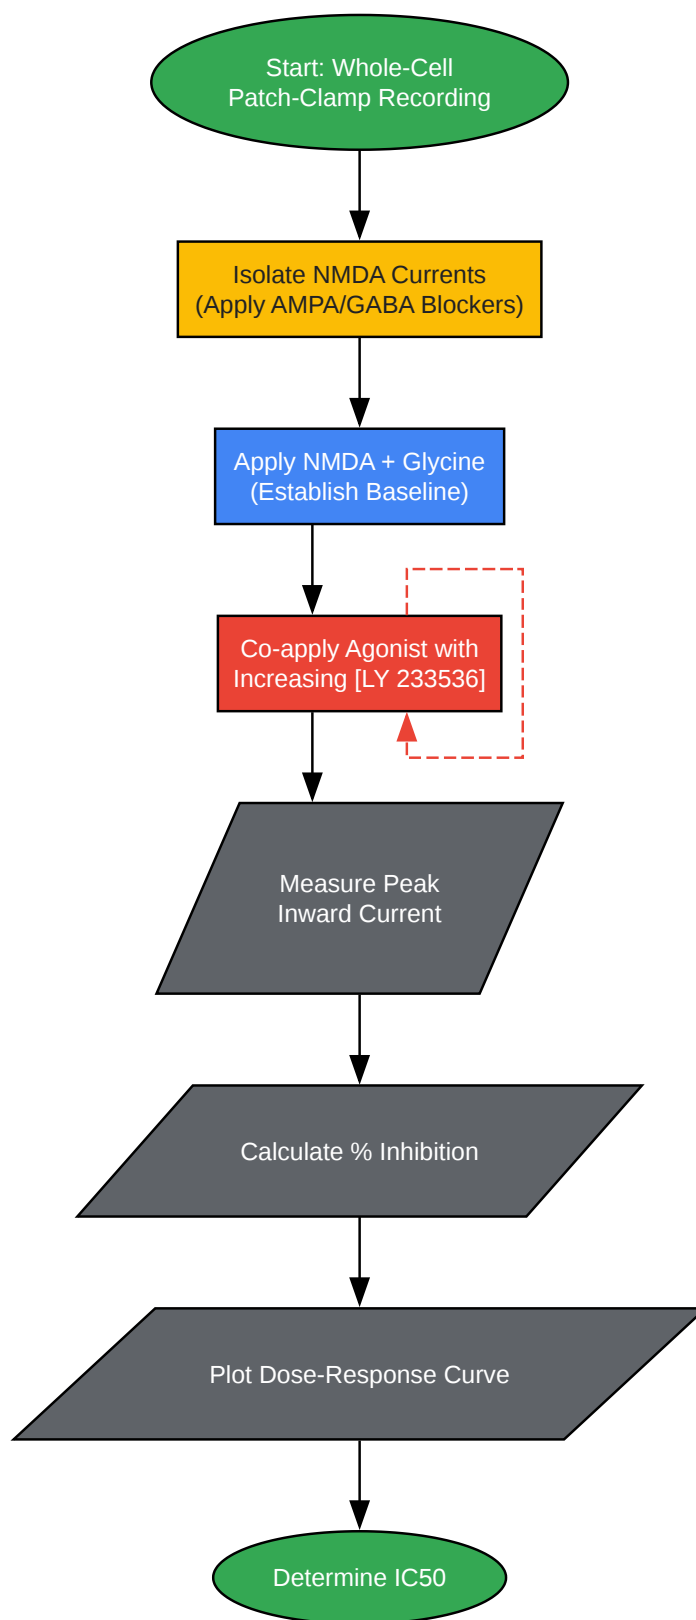 Start: Whole-Cell
Patch-Clamp Recording
Isolate NMDA Currents
(Apply AMPA/GABA Blockers)
Apply NMDA + Glycine
(Establish Baseline)
Co-apply Agonist with
Increasing [LY 233536]
Measure Peak
Inward Current
Calculate % Inhibition
Plot Dose-Response Curve
Determine IC50